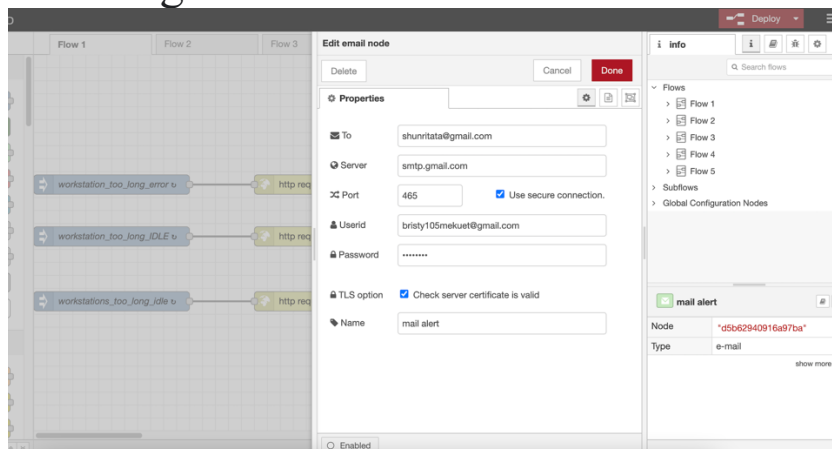 Deploy
Flow 1
Flow 2
Flow 3
workstation_too_long_error ↻
http req
workstation_too_long_IDLE ↻
http req
workstations_too_long_idle ↻
http req
Edit email node
Delete
Cancel
Done
Properties
To
shunritata@gmail.com
Server
smtp.gmail.com
Port
465
Use secure connection.
Userid
bristy105mekuet@gmail.com
Password
••••••••
TLS option
Check server certificate is valid
Name
mail alert
Enabled
i info
i
Search flows
Flows
Flow 1
Flow 2
Flow 3
Flow 4
Flow 5
Subflows
Global Configuration Nodes
mail alert
Node
"d5b62940916a97ba"
Type
e-mail
show more